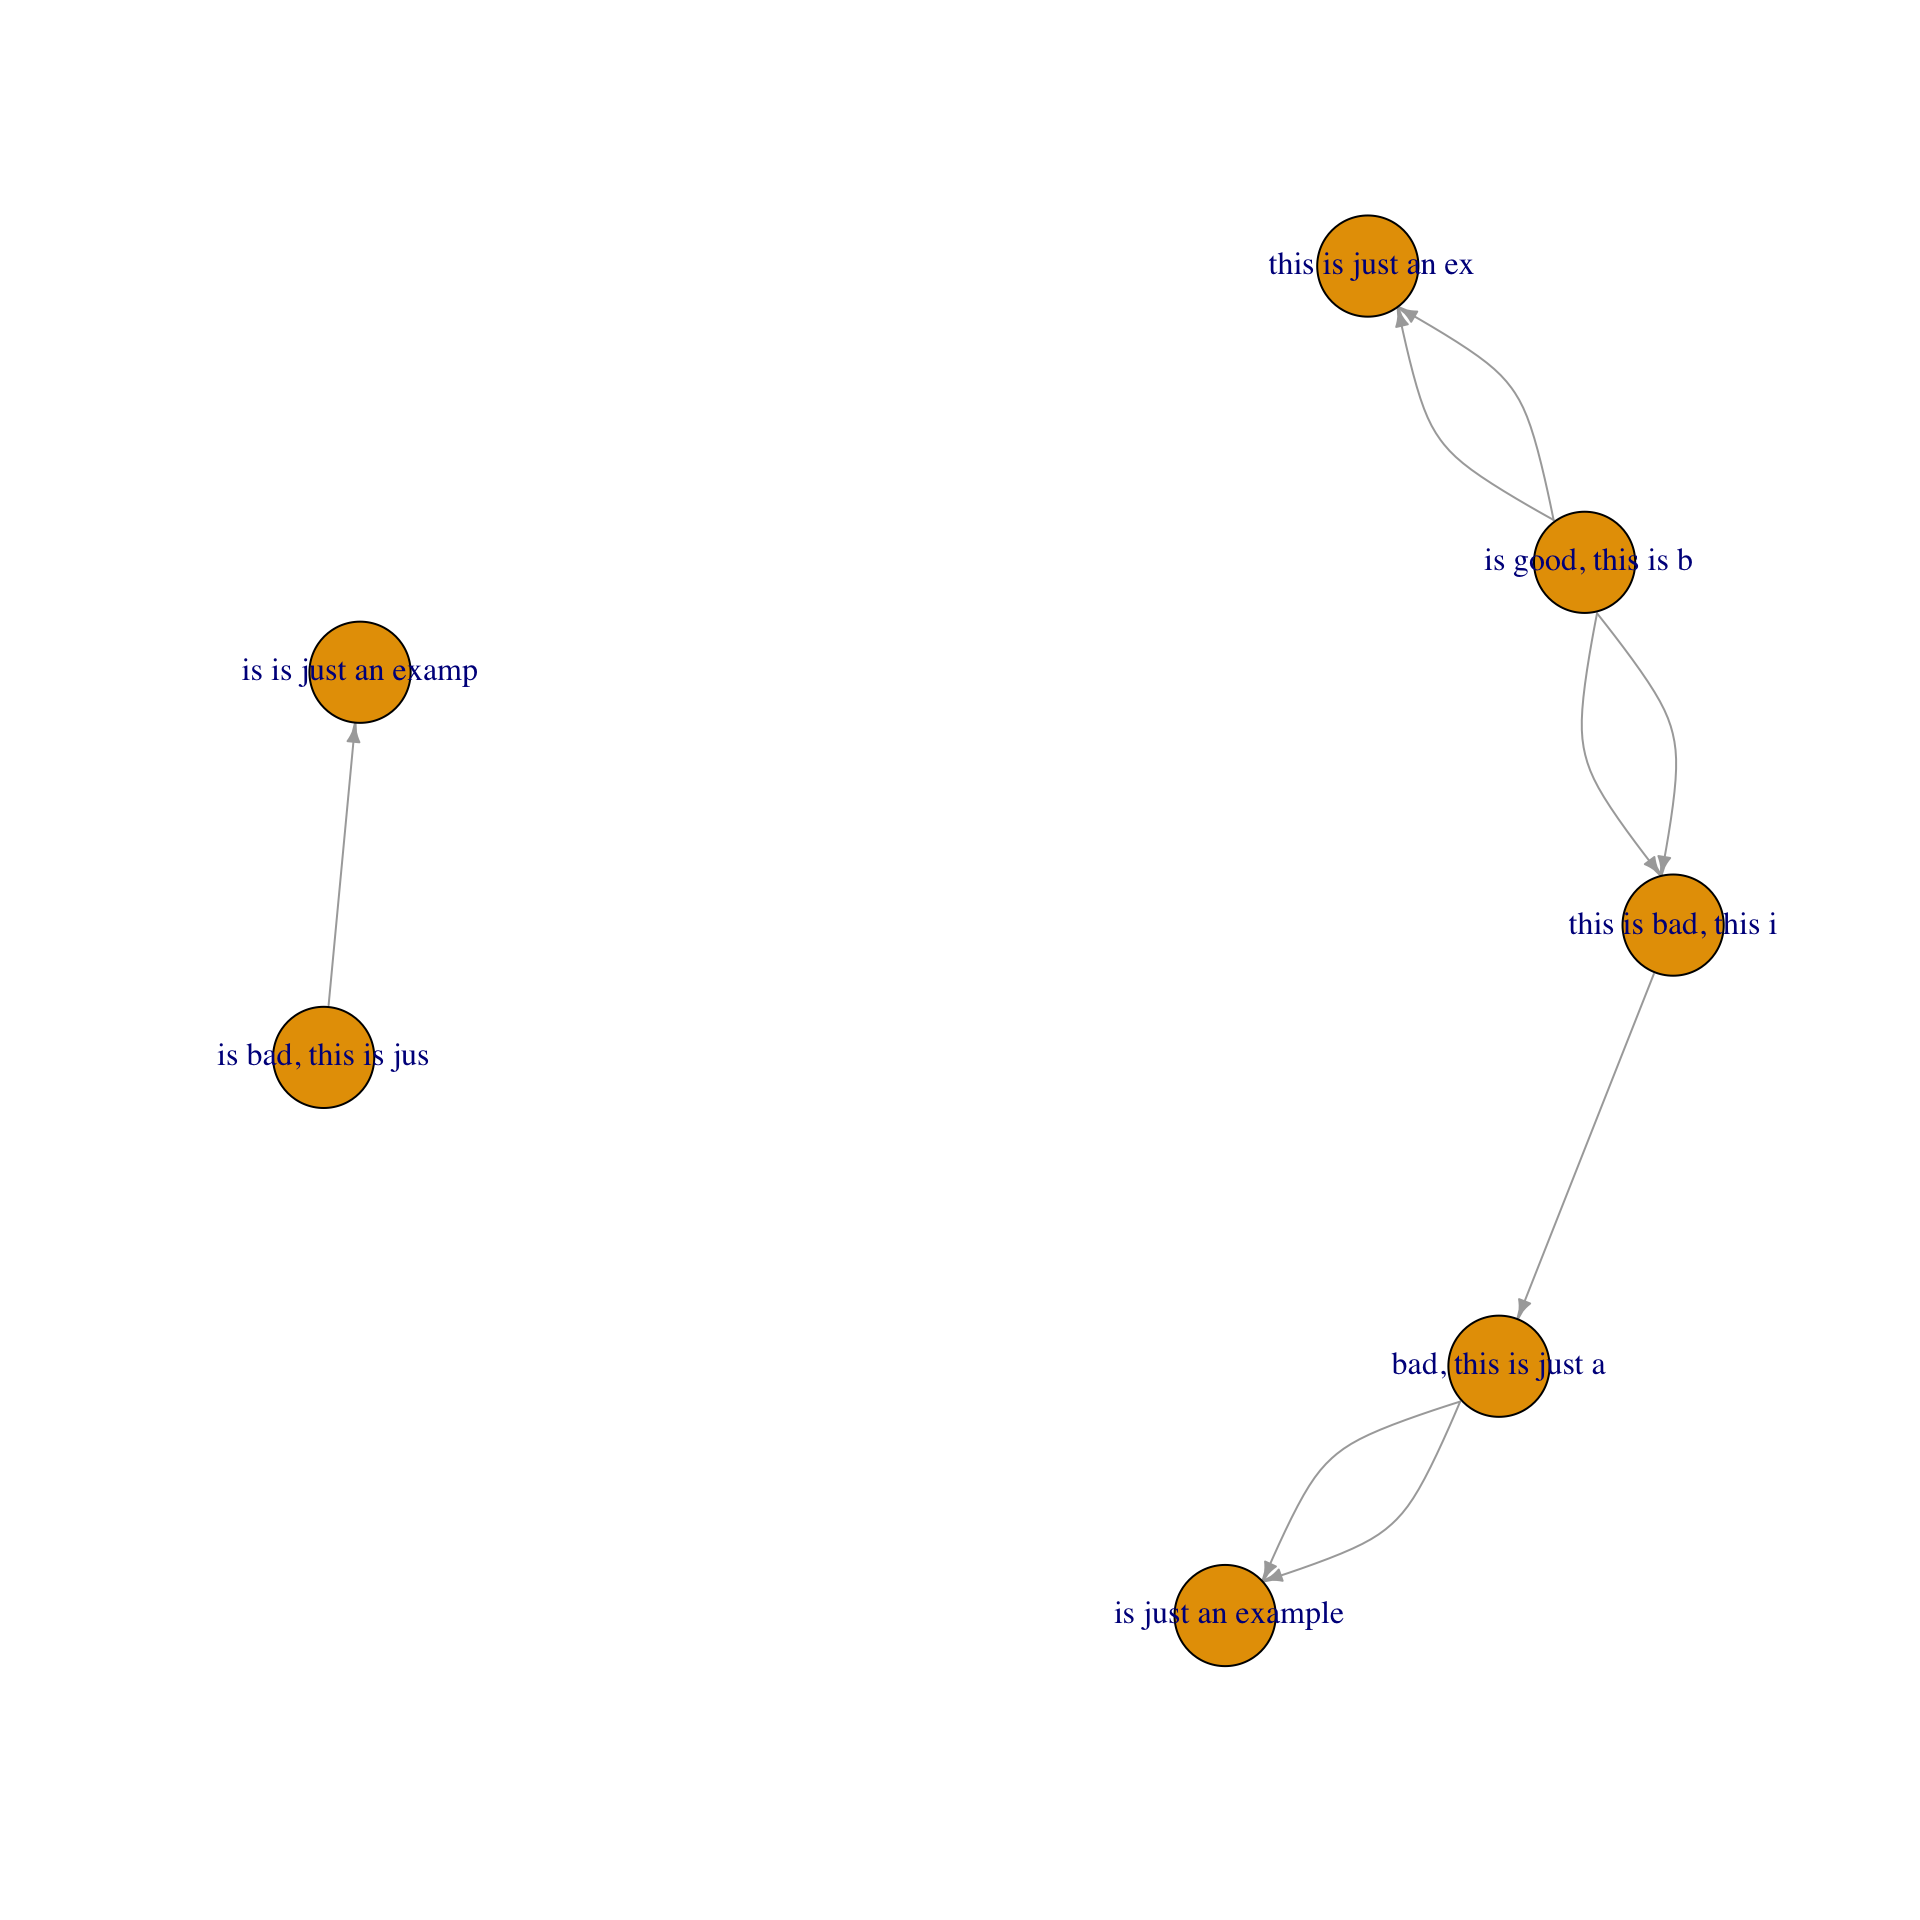 this is just an ex
is good, this is b
is is just an examp
this is bad, this i
is bad, this is jus
bad, this is just a
is just an example